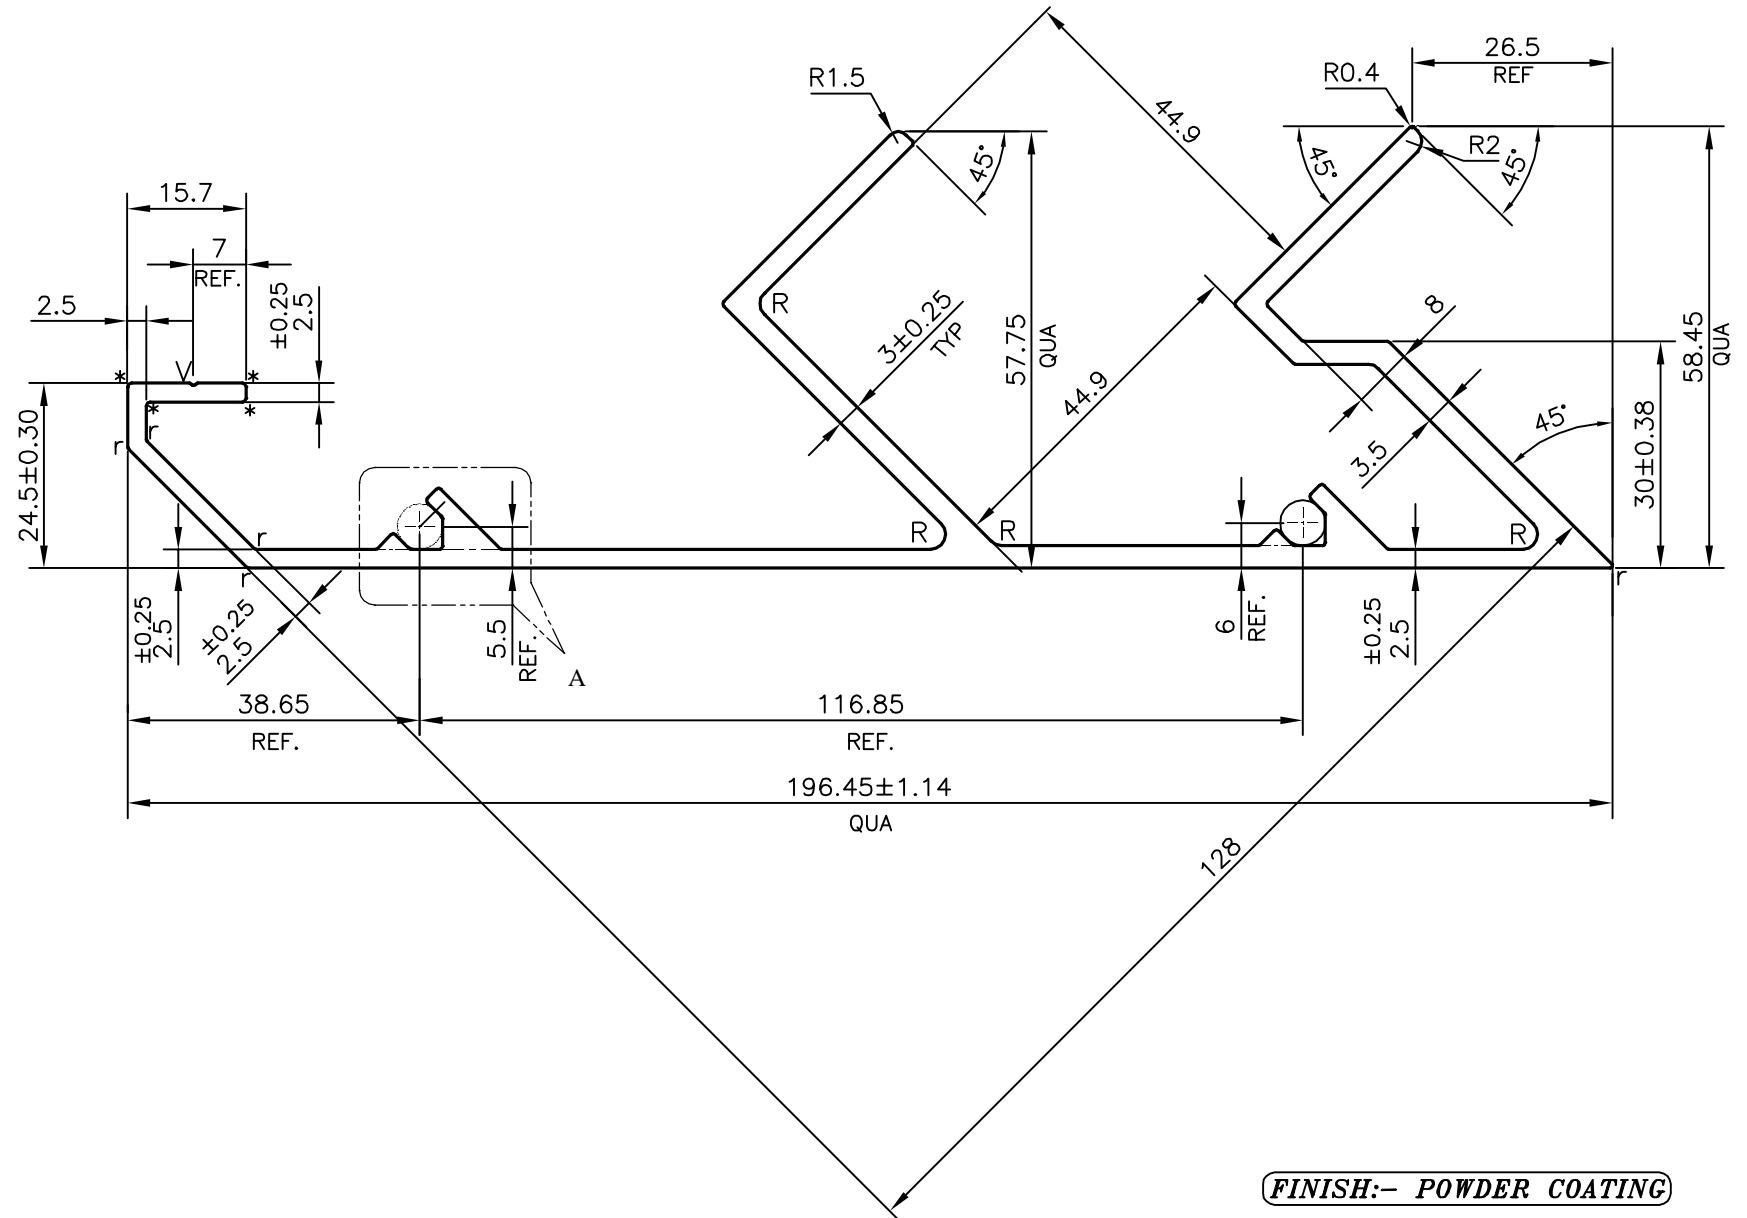 R1.5
44.9
26.5
REF
R0.4
R2
45°
45°
45°
15.7
7
REF.
2.5
±0.25
2.5
V
*
*
*
*
r
r
24.5±0.30
R
3±0.25
TYP
57.75
QUA
44.9
8
3.5
58.45
QUA
45°
30±0.38
r
r
R
R
R
r
±0.25
2.5
±0.25
2.5
5.5
REF.
A
6
REF.
±0.25
2.5
38.65
REF.
116.85
REF.
196.45±1.14
QUA
128
FINISH:- POWDER COATING